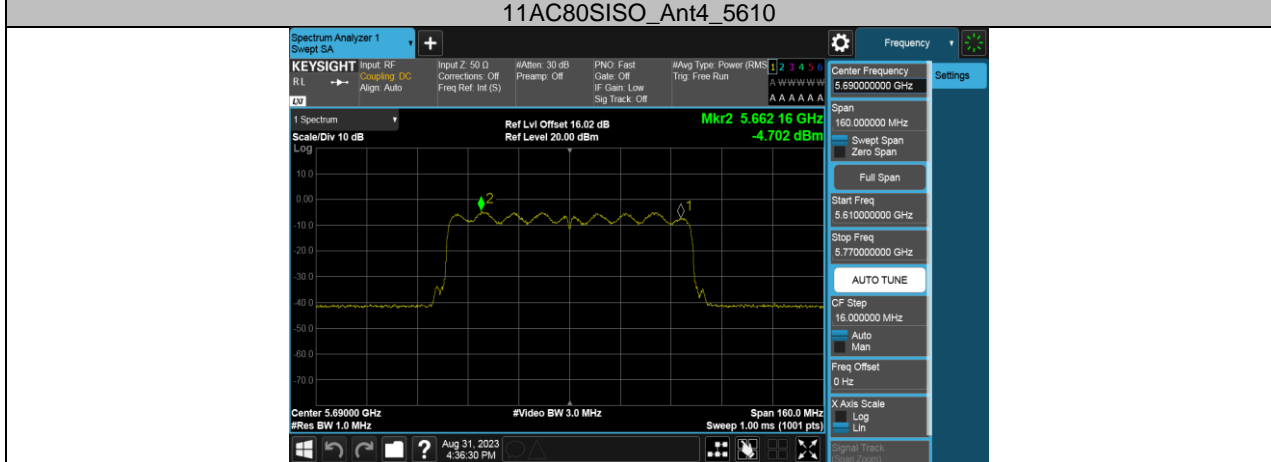 11AC80SISO_Ant4_5610
Spectrum Analyzer 1
Swept SA
+
Frequency
KEYSIGHT
RL
LXI
Input: RF
Coupling: DC
Align: Auto
Input Z: 50 Ω
Corrections: Off
Freq Ref: Int (S)
#Atten: 30 dB
Preamp: Off
PNO: Fast
Gate: Off
IF Gain: Low
Sig Track: Off
#Avg Type: Power (RMS
Trig: Free Run
1 2 3 4 5 6
A W W W W W
A A A A A A
1 Spectrum
Scale/Div 10 dB
Log
Ref Lvl Offset 16.02 dB
Ref Level 20.00 dBm
Mkr2 5.662 16 GHz
-4.702 dBm
10.0
0.00
-10.0
-20.0
-30.0
-40.0
-50.0
-60.0
-70.0
2
1
Center 5.69000 GHz
#Res BW 1.0 MHz
#Video BW 3.0 MHz
Span 160.0 MHz
Sweep 1.00 ms (1001 pts)
?
Aug 31, 2023
4:36:30 PM
Center Frequency
5.690000000 GHz
Settings
Span
160.000000 MHz
Swept Span
Zero Span
Full Span
Start Freq
5.610000000 GHz
Stop Freq
5.770000000 GHz
AUTO TUNE
CF Step
16.000000 MHz
Auto
Man
Freq Offset
0 Hz
X Axis Scale
Log
Lin
Signal Track
(Span Zoom)